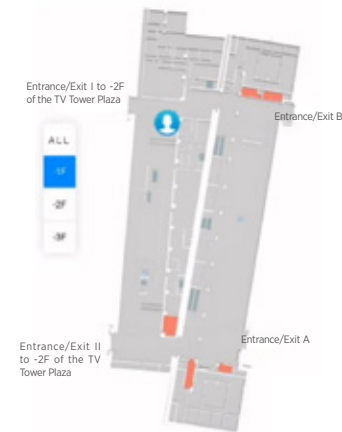 Entrance/Exit I to -2F
of the TV Tower Plaza
Entrance/Exit B
ALL
-1F
-2F
-3F
Entrance/Exit A
Entrance/Exit II
to -2F of the TV
Tower Plaza